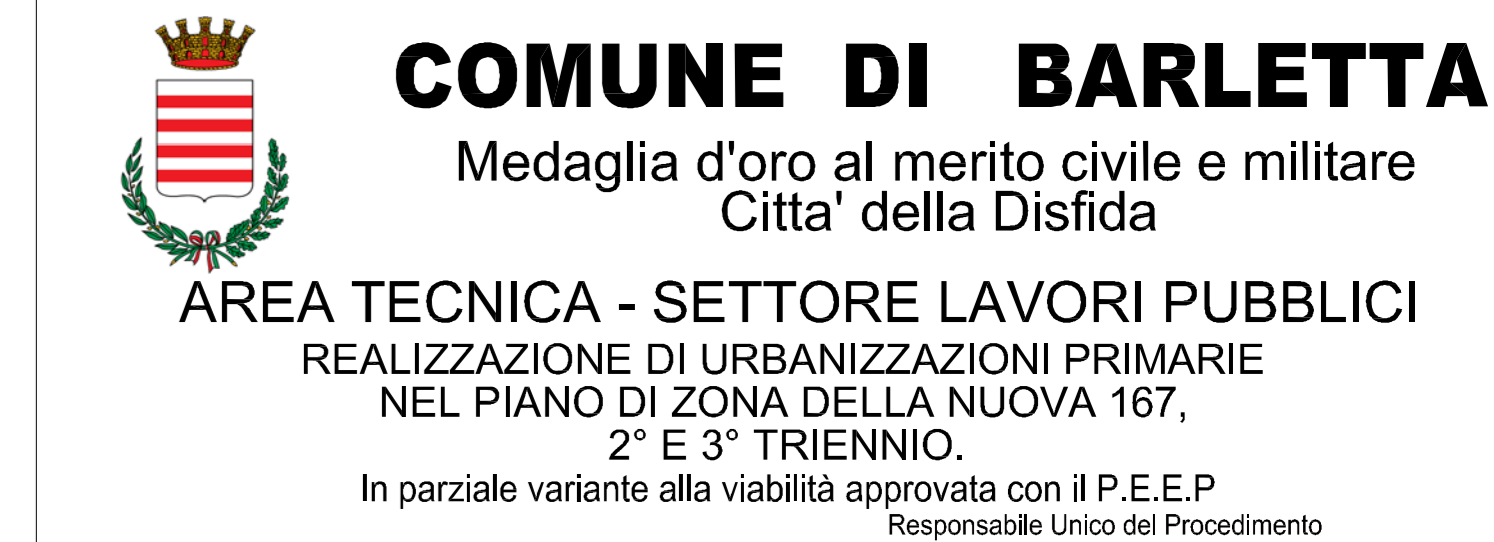 COMUNE DI BARLETTA
Medaglia d'oro al merito civile e militare
Citta' della Disfida
AREA TECNICA - SETTORE LAVORI PUBBLICI
REALIZZAZIONE DI URBANIZZAZIONI PRIMARIE
NEL PIANO DI ZONA DELLA NUOVA 167,
2° E 3° TRIENNIO.
In parziale variante alla viabilità approvata con il P.E.E.P
Responsabile Unico del Procedimento